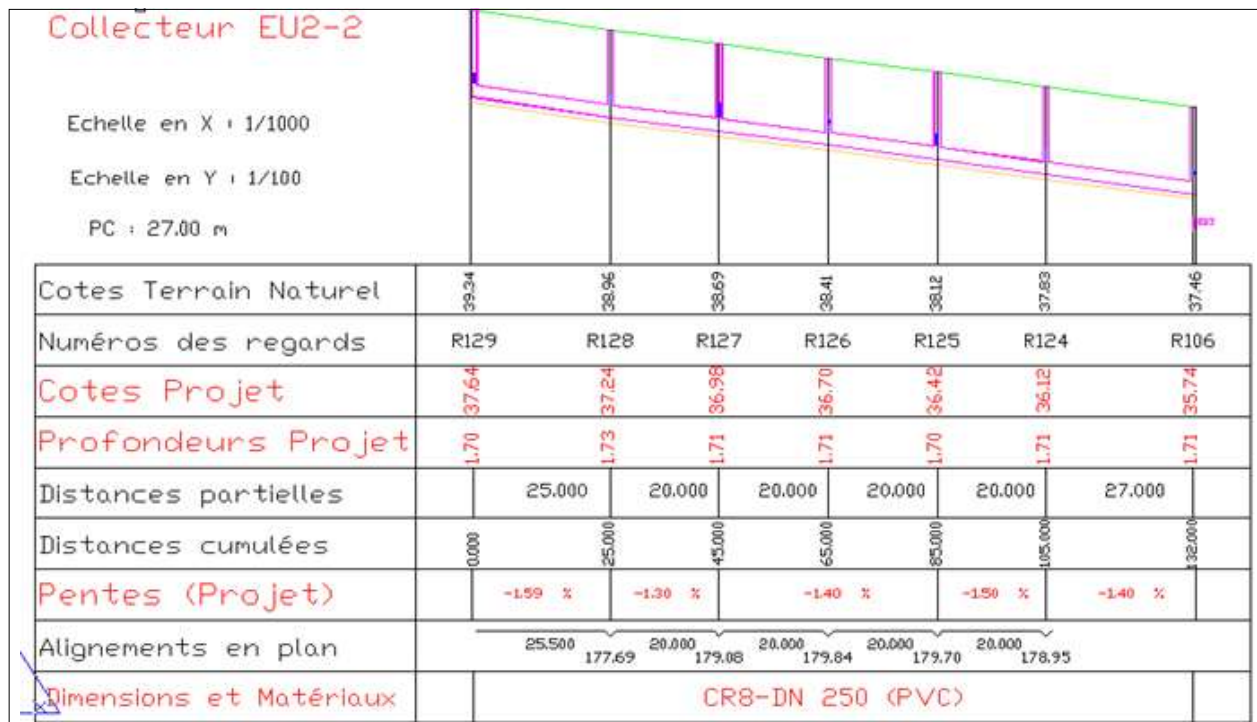 Collecteur EU2-2
Echelle en X : 1/1000
Echelle en Y : 1/100
PC : 27.00 m
Cotes Terrain Naturel 39.34 38.96 38.69 38.41 38.12 37.83 37.46
Numéros des regards R129 R128 R127 R126 R125 R124 R106
Cotes Projet 37.64 37.24 36.98 36.70 36.42 36.12 35.74
Profondeurs Projet 1.70 1.73 1.71 1.71 1.70 1.71 1.71
Distances partielles 25.000 20.000 20.000 20.000 20.000 27.000
Distances cumulées 0.000 25.000 45.000 65.000 85.000 105.000 132.000
Pentes (Projet) -1.59 % -1.30 % -1.40 % -1.50 % -1.40 %
Alignements en plan 25.500 177.69 20.000 179.08 20.000 179.84 20.000 179.70 20.000 178.95
Dimensions et Matériaux CR8-DN 250 (PVC)